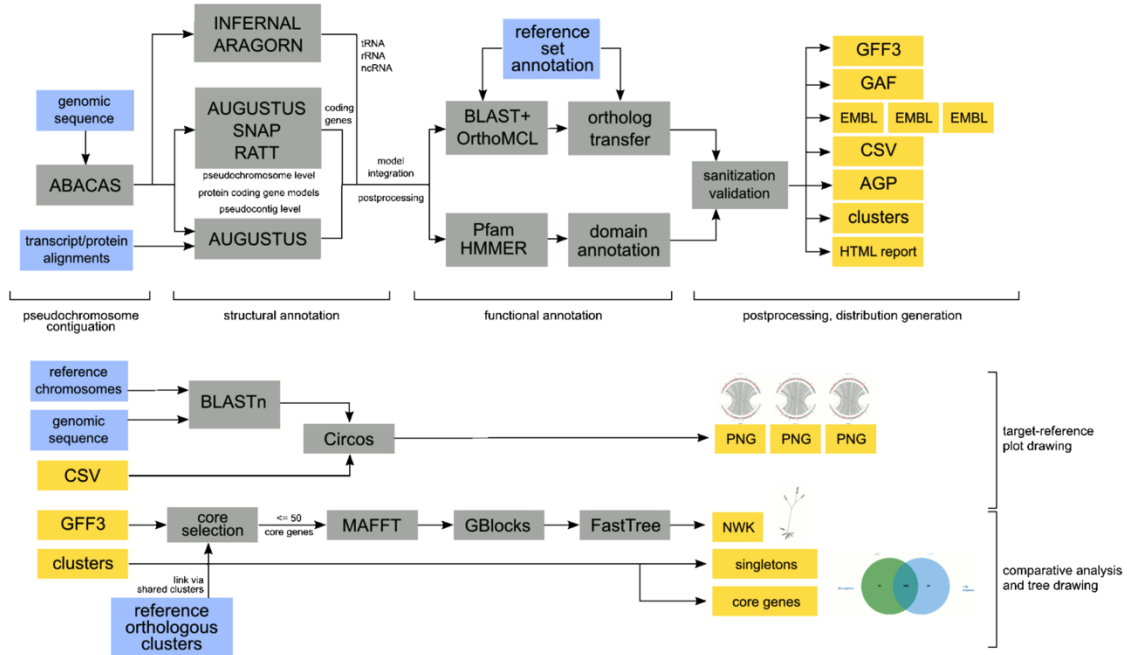 INFERNAL
ARAGORN
tRNA
rRNA
ncRNA
reference
set
annotation
GFF3
GAF
genomic
sequence
AUGUSTUS
SNAP
RATT
coding
genes
BLAST+
OrthoMCL
ortholog
transfer
EMBL EMBL EMBL
CSV
ABACAS
pseudochromosome level
protein coding gene models
pseudocontig level
model
integration
postprocessing
sanitization
validation
AGP
clusters
transcript/protein
alignments
AUGUSTUS
Pfam
HMMER
domain
annotation
HTML report
pseudochromosome
contiguation
structural annotation
functional annotation
postprocessing, distribution generation
reference
chromosomes
BLASTn
genomic
sequence
Circos
PNG PNG PNG
target-reference
plot drawing
CSV
GFF3
core
selection
<= 50
core genes
MAFFT
GBlocks
FastTree
NWK
clusters
singletons
link via
shared clusters
core genes
comparative analysis
and tree drawing
reference
orthologous
clusters